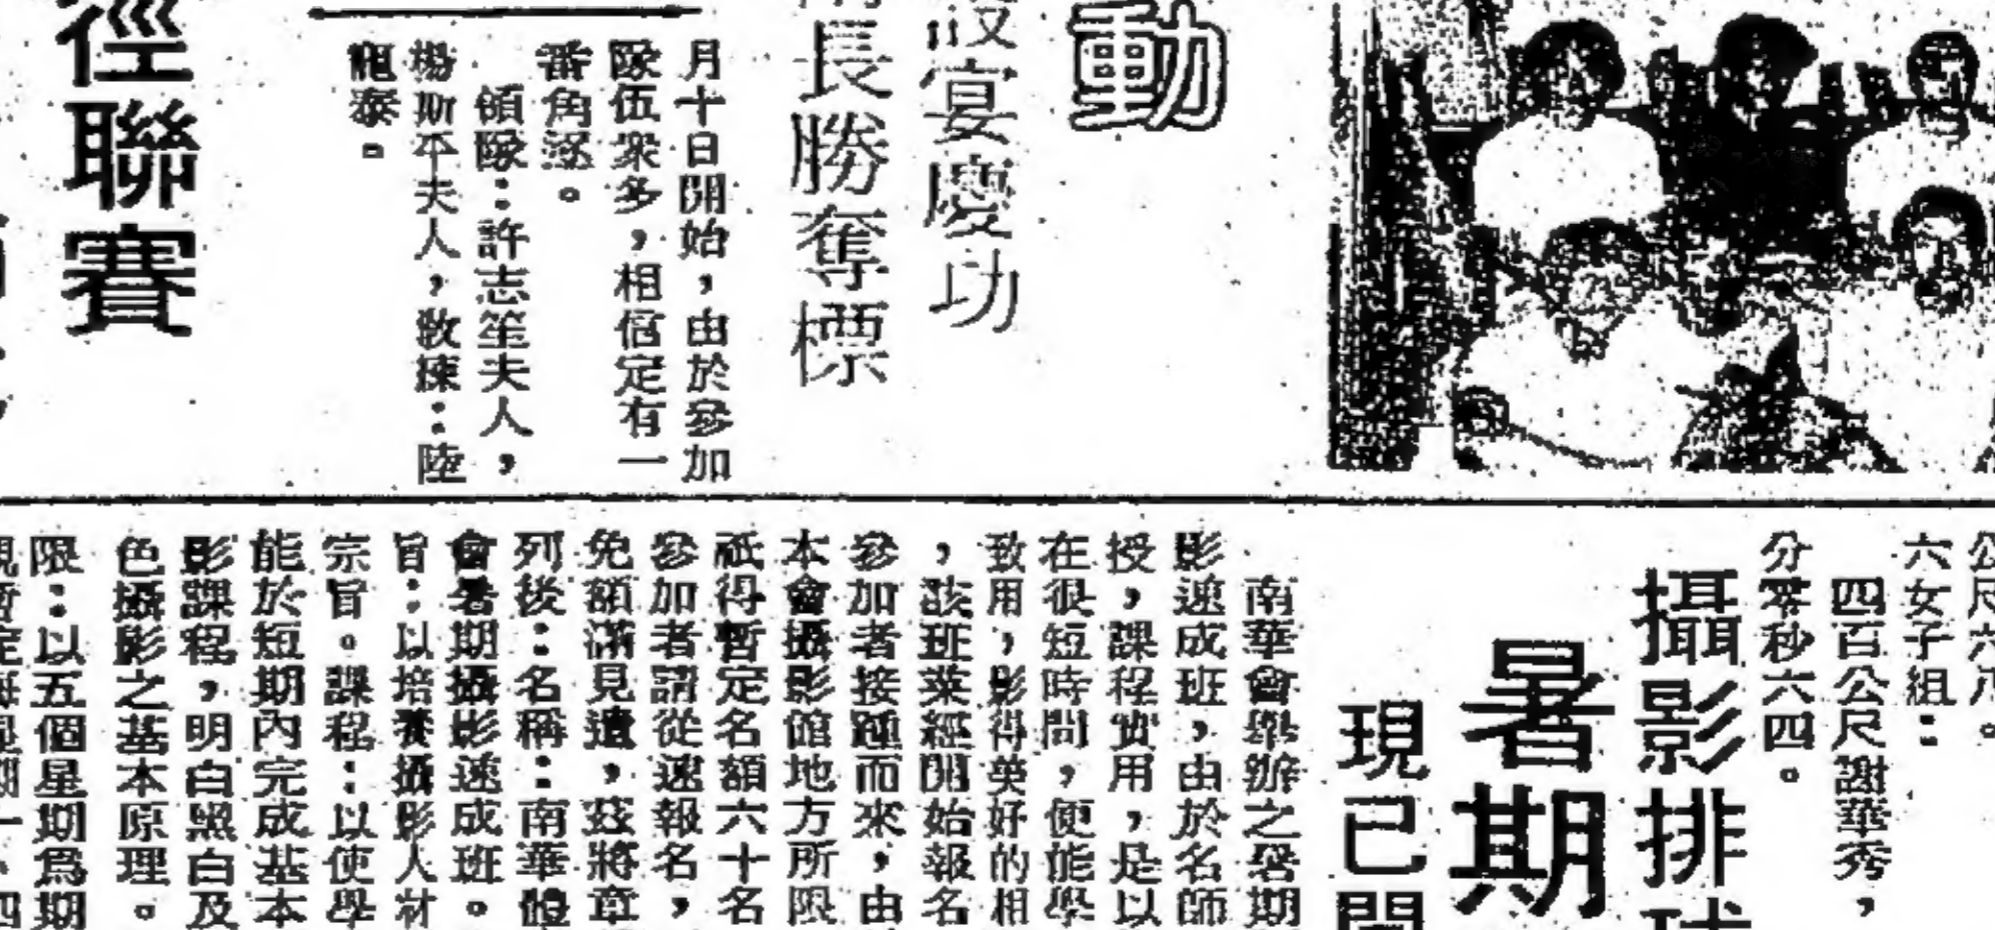 動
設宴慶功
長勝奪標
月十日開始，由於參加
隊伍衆多，相信定有一
番角逐。
領隊：許志笙夫人，
楊斯平夫人，教練：陸
徑聯賽
公尺六八。
六女子組：
四百公尺謝華秀，
分零秒六四。
攝影排球
暑期
現已開
南華會舉辦之暑期
影速成班，由於名師
授，課程實用，是以
在很短時間，便能學
致用，影得美好的相
，該班業經開始報名
參加者接踵而來，由
本會攝影館地方所限
祇得暫定名額六十名
參加者請從速報名，
免額滿見遺，茲將章
列後：名稱：南華體
會暑期攝影速成班。
旨：以培養攝影人材
宗旨。課程：以使學
能於短期內完成基本
影課程，明白黑白及
色攝影之基本原理。
限：以五個星期爲期